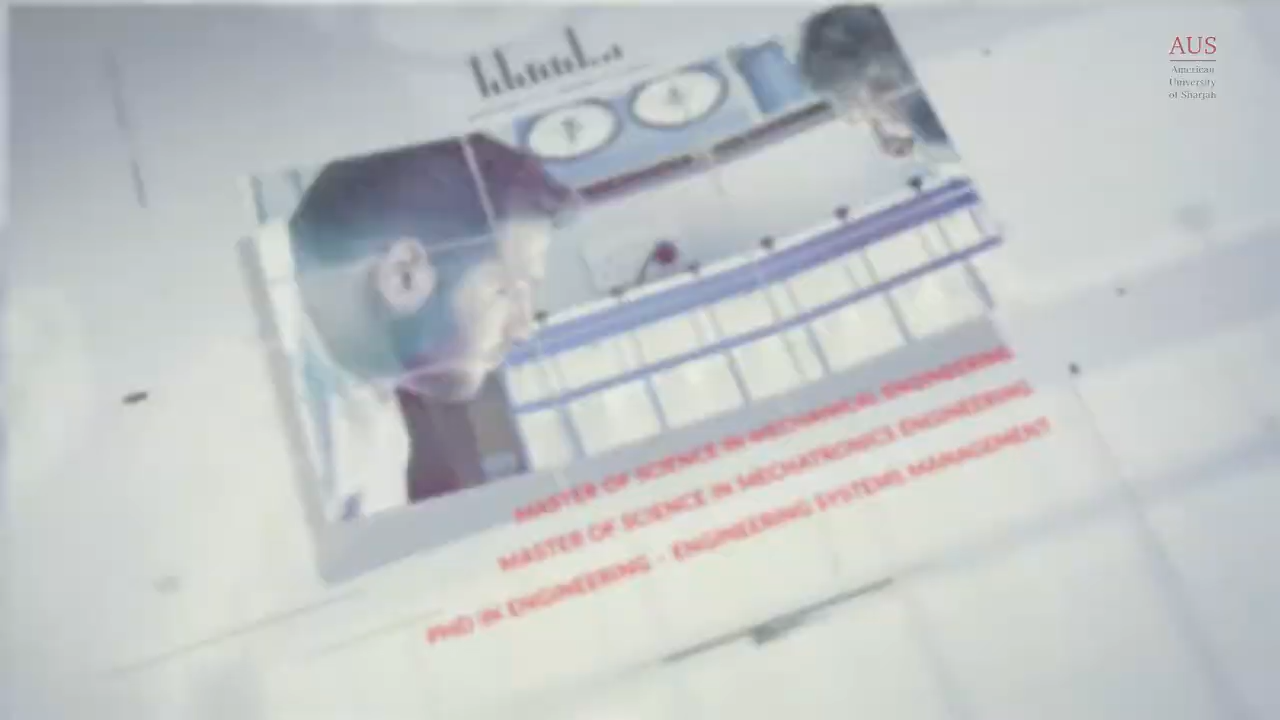 AUS
American
University
of Sharjah
MASTER OF SCIENCE IN MECHANICAL ENGINEERING
MASTER OF SCIENCE IN MECHATRONICS ENGINEERING
PHD IN ENGINEERING - ENGINEERING SYSTEMS MANAGEMENT